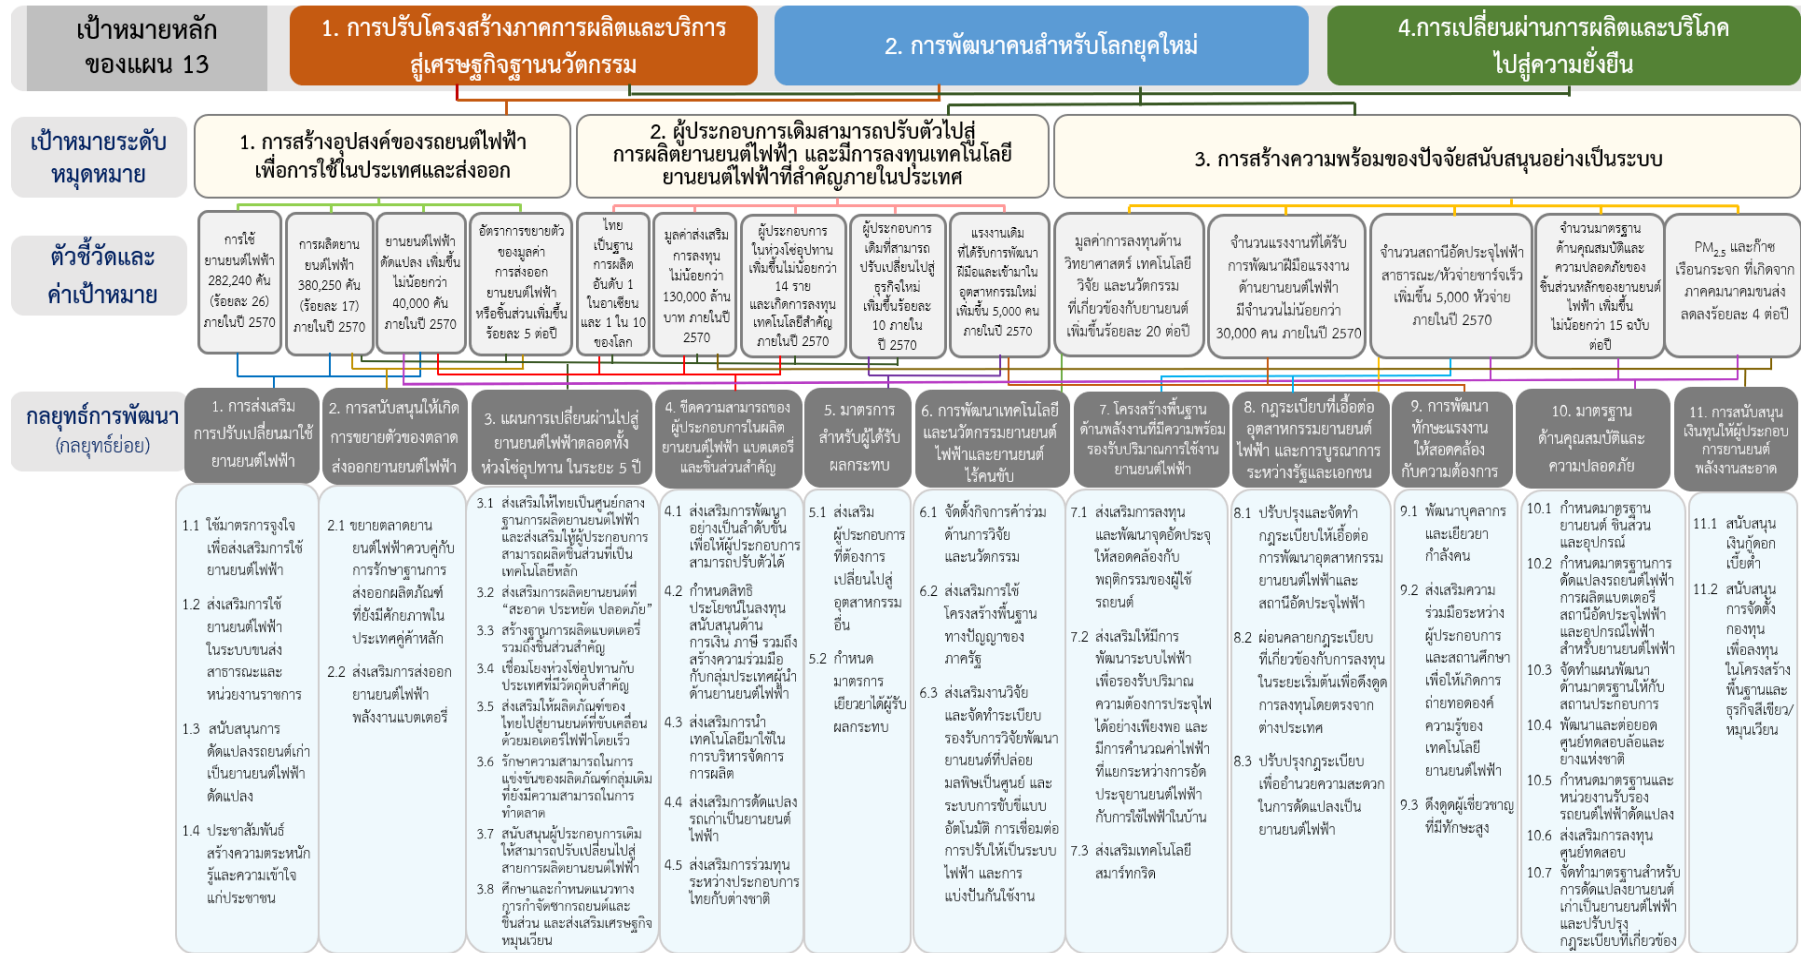 เป้าหมายหลัก
ของแผน 13
1. การปรับโครงสร้างภาคการผลิตและบริการ
สู่เศรษฐกิจฐานนวัตกรรม
2. การพัฒนาคนสำหรับโลกยุคใหม่
4.การเปลี่ยนผ่านการผลิตและบริโภค
ไปสู่ความยั่งยืน
เป้าหมายระดับ
หมุดหมาย
1. การสร้างอุปสงค์ของรถยนต์ไฟฟ้า
เพื่อการใช้ในประเทศและส่งออก
2. ผู้ประกอบการเดิมสามารถปรับตัวไปสู่
การผลิตยานยนต์ไฟฟ้า และมีการลงทุนเทคโนโลยี
ยานยนต์ไฟฟ้าที่สำคัญภายในประเทศ
3. การสร้างความพร้อมของปัจจัยสนับสนุนอย่างเป็นระบบ
ตัวชี้วัดและ
ค่าเป้าหมาย
การใช้
ยานยนต์ไฟฟ้า
282,240 คัน
(ร้อยละ 26)
ภายในปี 2570
การผลิตยาน
ยนต์ไฟฟ้า
380,250 คัน
(ร้อยละ 17)
ภายในปี 2570
ยานยนต์ไฟฟ้า
ดัดแปลง เพิ่มขึ้น
ไม่น้อยกว่า
40,000 คัน
ภายในปี 2570
อัตราการขยายตัว
ของมูลค่า
การส่งออก
ยานยนต์ไฟฟ้า
หรือชิ้นส่วนเพิ่มขึ้น
ร้อยละ 5 ต่อปี
ไทย
เป็นฐาน
การผลิต
อันดับ 1
ในอาเซียน
และ 1 ใน 10
ของโลก
มูลค่าส่งเสริม
การลงทุน
ไม่น้อยกว่า
130,000 ล้าน
บาท ภายในปี
2570
ผู้ประกอบการ
ในห่วงโซ่อุปทาน
เพิ่มขึ้นไม่น้อยกว่า
14 ราย
และเกิดการลงทุน
เทคโนโลยีสำคัญ
ภายในปี 2570
ผู้ประกอบการ
เดิมที่สามารถ
ปรับเปลี่ยนไปสู่
ธุรกิจใหม่
เพิ่มขึ้นร้อยละ
10 ภายใน
ปี 2570
แรงงานเดิม
ที่ได้รับการพัฒนา
ฝีมือและเข้ามาใน
อุตสาหกรรมใหม่
เพิ่มขึ้น 5,000 คน
ภายในปี 2570
มูลค่าการลงทุนด้าน
วิทยาศาสตร์ เทคโนโลยี
วิจัย และนวัตกรรม
ที่เกี่ยวข้องกับยานยนต์
เพิ่มขึ้นร้อยละ 20 ต่อปี
จำนวนแรงงานที่ได้รับ
การพัฒนาฝีมือแรงงาน
ด้านยานยนต์ไฟฟ้า
มีจำนวนไม่น้อยกว่า
30,000 คน ภายในปี 2570
จำนวนสถานีอัดประจุไฟฟ้า
สาธารณะ/หัวจ่ายชาร์จเร็ว
เพิ่มขึ้น 5,000 หัวจ่าย
ภายในปี 2570
จำนวนมาตรฐาน
ด้านคุณสมบัติและ
ความปลอดภัยของ
ชิ้นส่วนหลักของยานยนต์
ไฟฟ้า เพิ่มขึ้น
ไม่น้อยกว่า 15 ฉบับ
ต่อปี
PM2.5 และก๊าซ
เรือนกระจก ที่เกิดจาก
ภาคคมนาคมขนส่ง
ลดลงร้อยละ 4 ต่อปี
กลยุทธ์การพัฒนา
(กลยุทธ์ย่อย)
1. การส่งเสริม
การปรับเปลี่ยนมาใช้
ยานยนต์ไฟฟ้า
2. การสนับสนุนให้เกิด
การขยายตัวของตลาด
ส่งออกยานยนต์ไฟฟ้า
3. แผนการเปลี่ยนผ่านไปสู่
ยานยนต์ไฟฟ้าตลอดทั้ง
ห่วงโซ่อุปทาน ในระยะ 5 ปี
4. ขีดความสามารถของ
ผู้ประกอบการในผลิต
ยานยนต์ไฟฟ้า แบตเตอรี่
และชิ้นส่วนสำคัญ
5. มาตรการ
สำหรับผู้ได้รับ
ผลกระทบ
6. การพัฒนาเทคโนโลยี
และนวัตกรรมยานยนต์
ไฟฟ้าและยานยนต์
ไร้คนขับ
7. โครงสร้างพื้นฐาน
ด้านพลังงานที่มีความพร้อม
รองรับปริมาณการใช้งาน
ยานยนต์ไฟฟ้า
8. กฎระเบียบที่เอื้อต่อ
อุตสาหกรรมยานยนต์
ไฟฟ้า และการบูรณาการ
ระหว่างรัฐและเอกชน
9. การพัฒนา
ทักษะแรงงาน
ให้สอดคล้อง
กับความต้องการ
10. มาตรฐาน
ด้านคุณสมบัติและ
ความปลอดภัย
11. การสนับสนุน
เงินทุนให้ผู้ประกอบ
การยานยนต์
พลังงานสะอาด
1.1 ใช้มาตรการจูงใจ
เพื่อส่งเสริมการใช้
ยานยนต์ไฟฟ้า
1.2 ส่งเสริมการใช้
ยานยนต์ไฟฟ้า
ในระบบขนส่ง
สาธารณะและ
หน่วยงานราชการ
1.3 สนับสนุนการ
ดัดแปลงรถยนต์เก่า
เป็นยานยนต์ไฟฟ้า
ดัดแปลง
1.4 ประชาสัมพันธ์
สร้างความตระหนัก
รู้และความเข้าใจ
แก่ประชาชน
2.1 ขยายตลาดยาน
ยนต์ไฟฟ้าควบคู่กับ
การรักษาฐานการ
ส่งออกผลิตภัณฑ์
ที่ยังมีศักยภาพใน
ประเทศคู่ค้าหลัก
2.2 ส่งเสริมการส่งออก
ยานยนต์ไฟฟ้า
พลังงานแบตเตอรี่
3.1 ส่งเสริมให้ไทยเป็นศูนย์กลาง
ฐานการผลิตยานยนต์ไฟฟ้า
และส่งเสริมให้ผู้ประกอบการ
สามารถผลิตชิ้นส่วนที่เป็น
เทคโนโลยีหลัก
3.2 ส่งเสริมการผลิตยานยนต์ที่
“สะอาด ประหยัด ปลอดภัย”
3.3 สร้างฐานการผลิตแบตเตอรี่
รวมถึงชิ้นส่วนสำคัญ
3.4 เชื่อมโยงห่วงโซ่อุปทานกับ
ประเทศที่มีวัตถุดิบสำคัญ
3.5 ส่งเสริมให้ผลิตภัณฑ์ของ
ไทยไปสู่ยานยนต์ที่ขับเคลื่อน
ด้วยมอเตอร์ไฟฟ้าโดยเร็ว
3.6 รักษาความสามารถในการ
แข่งขันของผลิตภัณฑ์กลุ่มเดิม
ที่ยังมีความสามารถในการ
ทำตลาด
3.7 สนับสนุนผู้ประกอบการเดิม
ให้สามารถปรับเปลี่ยนไปสู่
สายการผลิตยานยนต์ไฟฟ้า
3.8 ศึกษาและกำหนดแนวทาง
การกำจัดซากรถยนต์และ
ชิ้นส่วน และส่งเสริมเศรษฐกิจ
หมุนเวียน
4.1 ส่งเสริมการพัฒนา
อย่างเป็นลำดับขั้น
เพื่อให้ผู้ประกอบการ
สามารถปรับตัวได้
4.2 กำหนดสิทธิ
ประโยชน์ในลงทุน
สนับสนุนด้าน
การเงิน ภาษี รวมถึง
สร้างความร่วมมือ
กับกลุ่มประเทศผู้นำ
ด้านยานยนต์ไฟฟ้า
4.3 ส่งเสริมการนำ
เทคโนโลยีมาใช้ใน
การบริหารจัดการ
การผลิต
4.4 ส่งเสริมการดัดแปลง
รถเก่าเป็นยานยนต์
ไฟฟ้า
4.5 ส่งเสริมการร่วมทุน
ระหว่างประกอบการ
ไทยกับต่างชาติ
5.1 ส่งเสริม
ผู้ประกอบการ
ที่ต้องการ
เปลี่ยนไปสู่
อุตสาหกรรม
อื่น
5.2 กำหนด
มาตรการ
เยียวยาได้ผู้รับ
ผลกระทบ
6.1 จัดตั้งกิจการค้าร่วม
ด้านการวิจัย
และนวัตกรรม
6.2 ส่งเสริมการใช้
โครงสร้างพื้นฐาน
ทางปัญญาของ
ภาครัฐ
6.3 ส่งเสริมงานวิจัย
และจัดทำระเบียบ
รองรับการวิจัยพัฒนา
ยานยนต์ที่ปล่อย
มลพิษเป็นศูนย์ และ
ระบบการขับขี่แบบ
อัตโนมัติ การเชื่อมต่อ
การปรับให้เป็นระบบ
ไฟฟ้า และการ
แบ่งปันกันใช้งาน
7.1 ส่งเสริมการลงทุน
และพัฒนาจุดอัดประจุ
ให้สอดคล้องกับ
พฤติกรรมของผู้ใช้
รถยนต์
7.2 ส่งเสริมให้มีการ
พัฒนาระบบไฟฟ้า
เพื่อรองรับปริมาณ
ความต้องการประจุไฟ
ได้อย่างเพียงพอ และ
มีการคำนวณค่าไฟฟ้า
ที่แยกระหว่างการอัด
ประจุยานยนต์ไฟฟ้า
กับการใช้ไฟฟ้าในบ้าน
7.3 ส่งเสริมเทคโนโลยี
สมาร์ทกริด
8.1 ปรับปรุงและจัดทำ
กฎระเบียบให้เอื้อต่อ
การพัฒนาอุตสาหกรรม
ยานยนต์ไฟฟ้าและ
สถานีอัดประจุไฟฟ้า
8.2 ผ่อนคลายกฎระเบียบ
ที่เกี่ยวข้องกับการลงทุน
ในระยะเริ่มต้นเพื่อดึงดูด
การลงทุนโดยตรงจาก
ต่างประเทศ
8.3 ปรับปรุงกฎระเบียบ
เพื่ออำนวยความสะดวก
ในการดัดแปลงเป็น
ยานยนต์ไฟฟ้า
9.1 พัฒนาบุคลากร
และเยียวยา
กำลังคน
9.2 ส่งเสริมความ
ร่วมมือระหว่าง
ผู้ประกอบการ
และสถานศึกษา
เพื่อให้เกิดการ
ถ่ายทอดองค์
ความรู้ของ
เทคโนโลยี
ยานยนต์ไฟฟ้า
9.3 ดึงดูดผู้เชี่ยวชาญ
ที่มีทักษะสูง
10.1 กำหนดมาตรฐาน
ยานยนต์ ชิ้นส่วน
และอุปกรณ์
10.2 กำหนดมาตรฐานการ
ดัดแปลงรถยนต์ไฟฟ้า
การผลิตแบตเตอรี่
สถานีอัดประจุไฟฟ้า
และอุปกรณ์ไฟฟ้า
สำหรับยานยนต์ไฟฟ้า
10.3 จัดทำแผนพัฒนา
ด้านมาตรฐานให้กับ
สถานประกอบการ
10.4 พัฒนาและต่อยอด
ศูนย์ทดสอบล้อและ
ยางแห่งชาติ
10.5 กำหนดมาตรฐานและ
หน่วยงานรับรอง
รถยนต์ไฟฟ้าดัดแปลง
10.6 ส่งเสริมการลงทุน
ศูนย์ทดสอบ
10.7 จัดทำมาตรฐานสำหรับ
การดัดแปลงยานยนต์
เก่าเป็นยานยนต์ไฟฟ้า
และปรับปรุง
กฎระเบียบที่เกี่ยวข้อง
11.1 สนับสนุน
เงินกู้ดอก
เบี้ยต่ำ
11.2 สนับสนุน
การจัดตั้ง
กองทุน
เพื่อลงทุน
ในโครงสร้าง
พื้นฐานและ
ธุรกิจสีเขียว/
หมุนเวียน